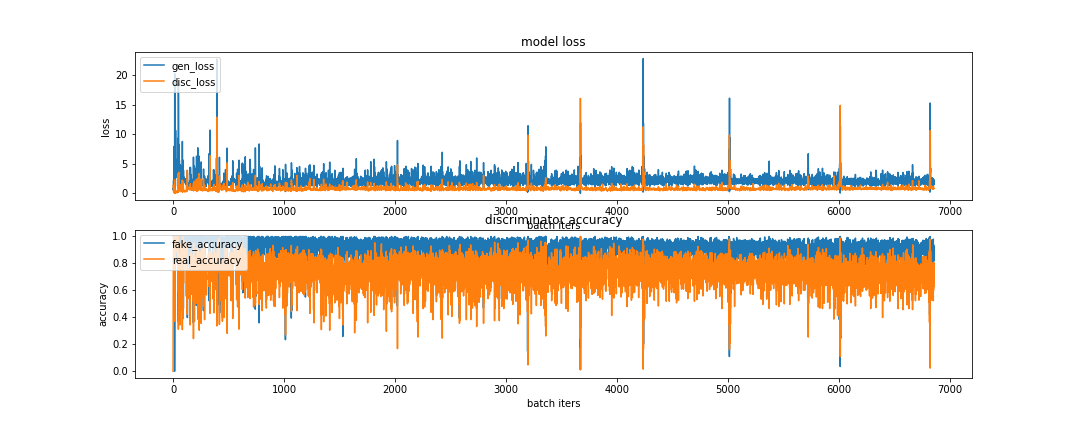 model loss
gen_loss
disc_loss
loss
20
15
10
5
0
0 1000 2000 3000 4000 5000 6000 7000
batch iters
discriminator accuracy
fake_accuracy
real_accuracy
accuracy
1.0
0.8
0.6
0.4
0.2
0.0
0 1000 2000 3000 4000 5000 6000 7000
batch iters